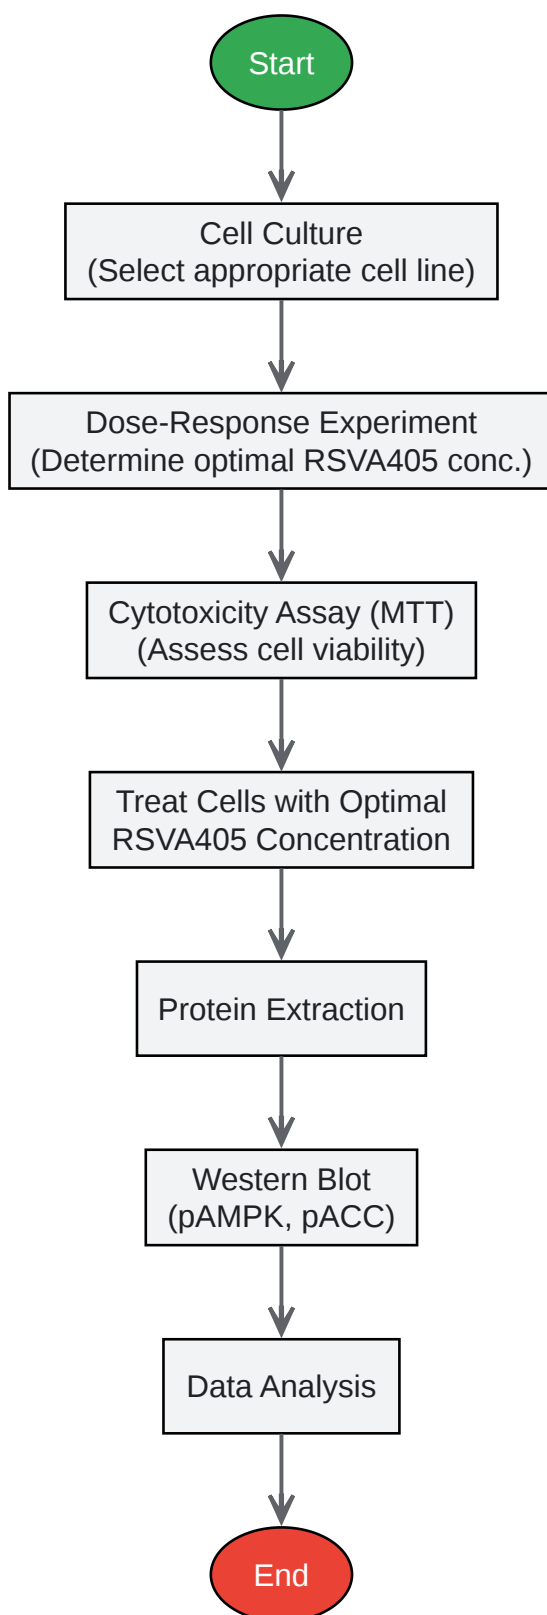 Start
Cell Culture
(Select appropriate cell line)
Dose-Response Experiment
(Determine optimal RSVA405 conc.)
Cytotoxicity Assay (MTT)
(Assess cell viability)
Treat Cells with Optimal
RSVA405 Concentration
Protein Extraction
Western Blot
(pAMPK, pACC)
Data Analysis
End